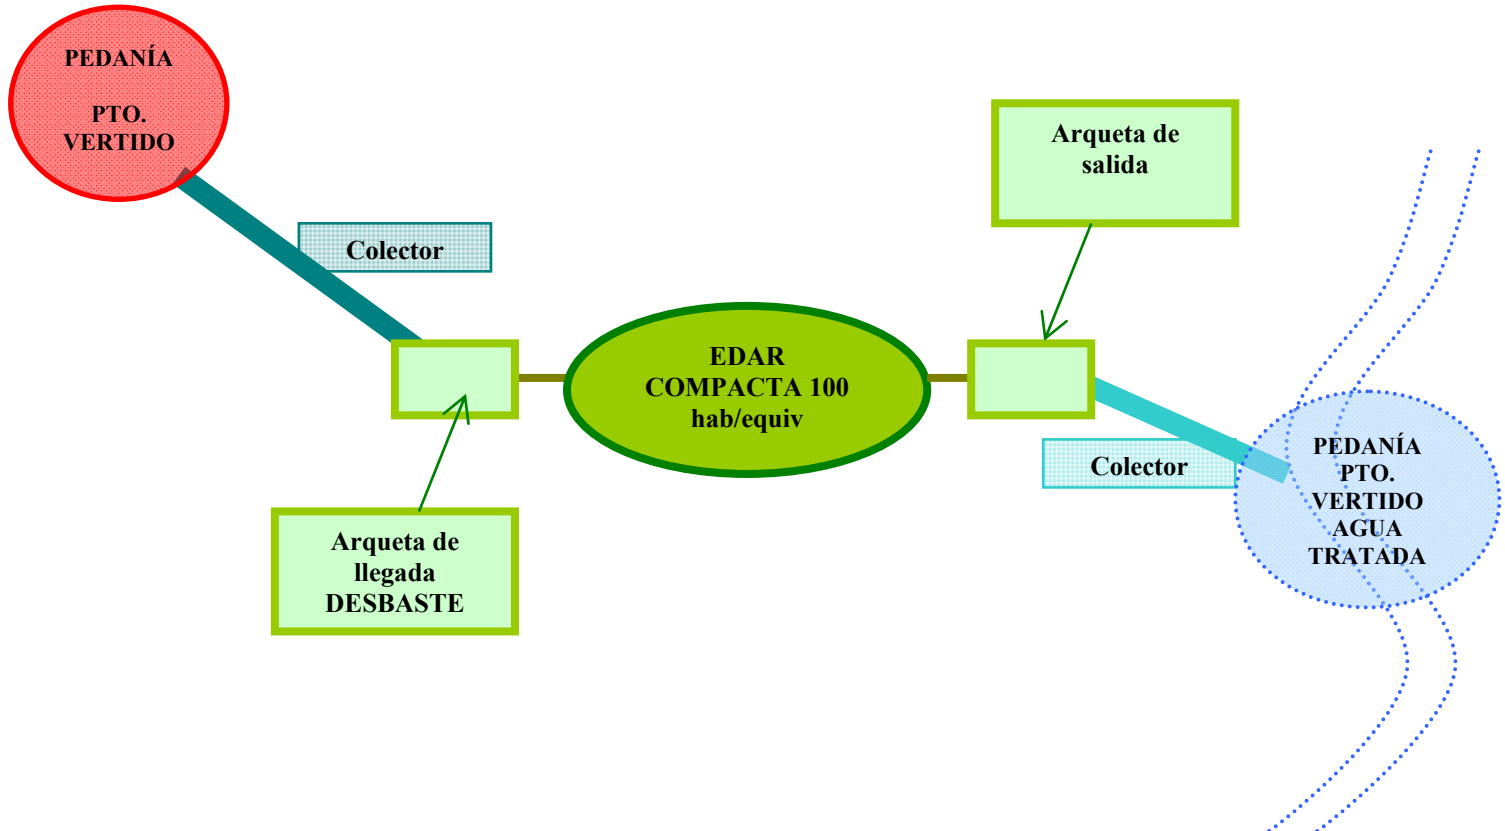 PEDANÍA
PTO.
VERTIDO
Colector
Arqueta de
salida
EDAR
COMPACTA 100
hab/equiv
Arqueta de
llegada
DESBASTE
Colector
PEDANÍA
PTO.
VERTIDO
AGUA
TRATADA